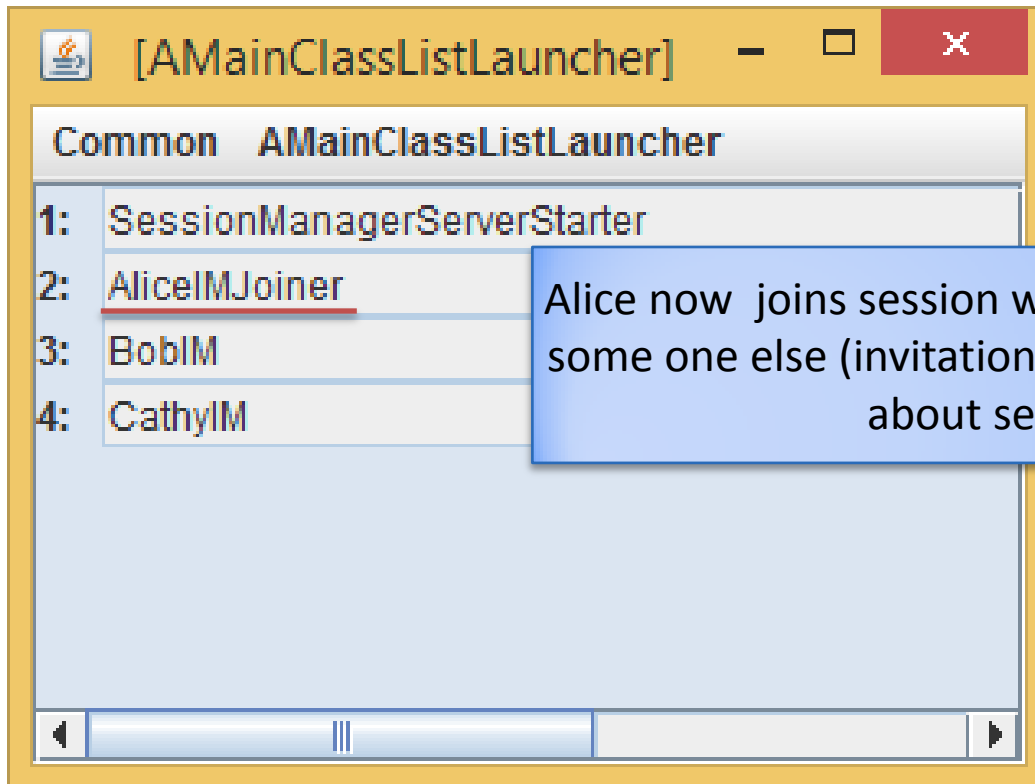 [AMainClassListLauncher]
Common AMainClassListLauncher
1: SessionManagerServerStarter
2: AliceIMJoiner
3: BobIM
4: CathyIM
Alice now joins session w
some one else (invitation
about se